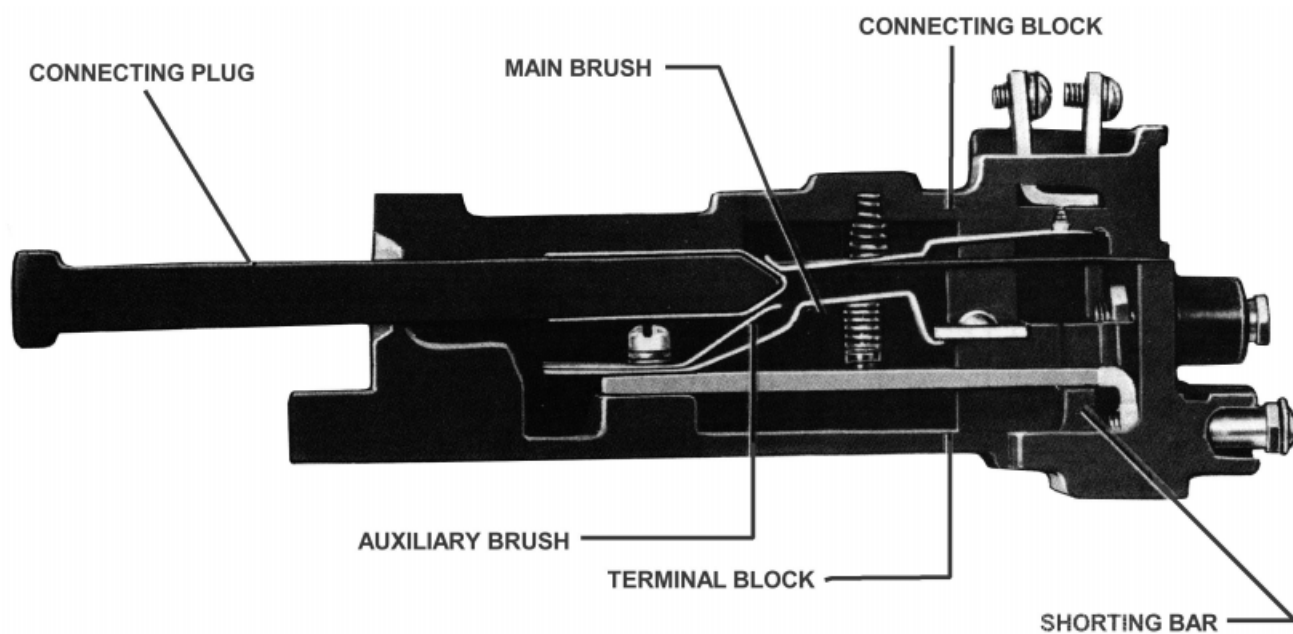 CONNECTING BLOCK
MAIN BRUSH
CONNECTING PLUG
AUXILIARY BRUSH
TERMINAL BLOCK
SHORTING BAR